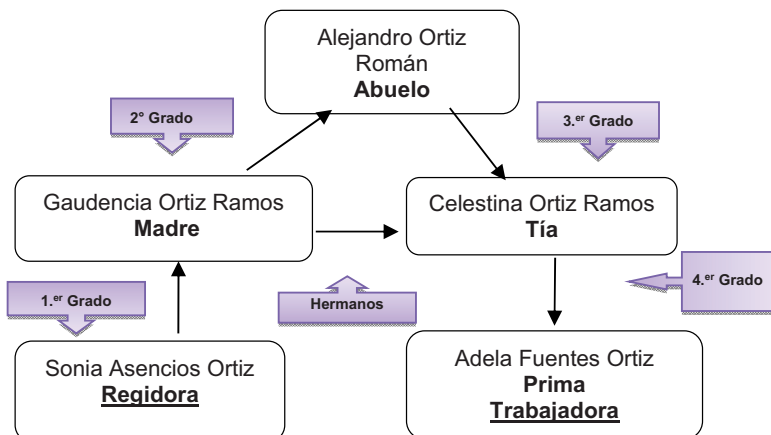 Alejandro Ortiz
Román
Abuelo
2° Grado
3.er Grado
Gaudencia Ortiz Ramos
Madre
Celestina Ortiz Ramos
Tía
1.er Grado
Hermanos
4.er Grado
Sonia Asencios Ortiz
Regidora
Adela Fuentes Ortiz
Prima
Trabajadora